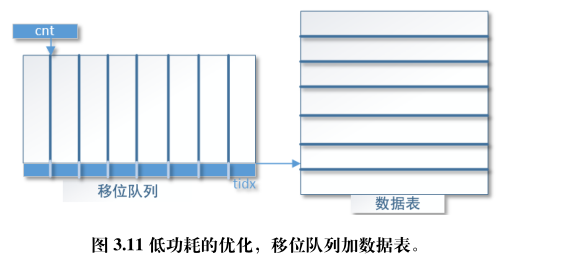 cnt
移位队列
tidx
数据表
图 3.11 低功耗的优化，移位队列加数据表。